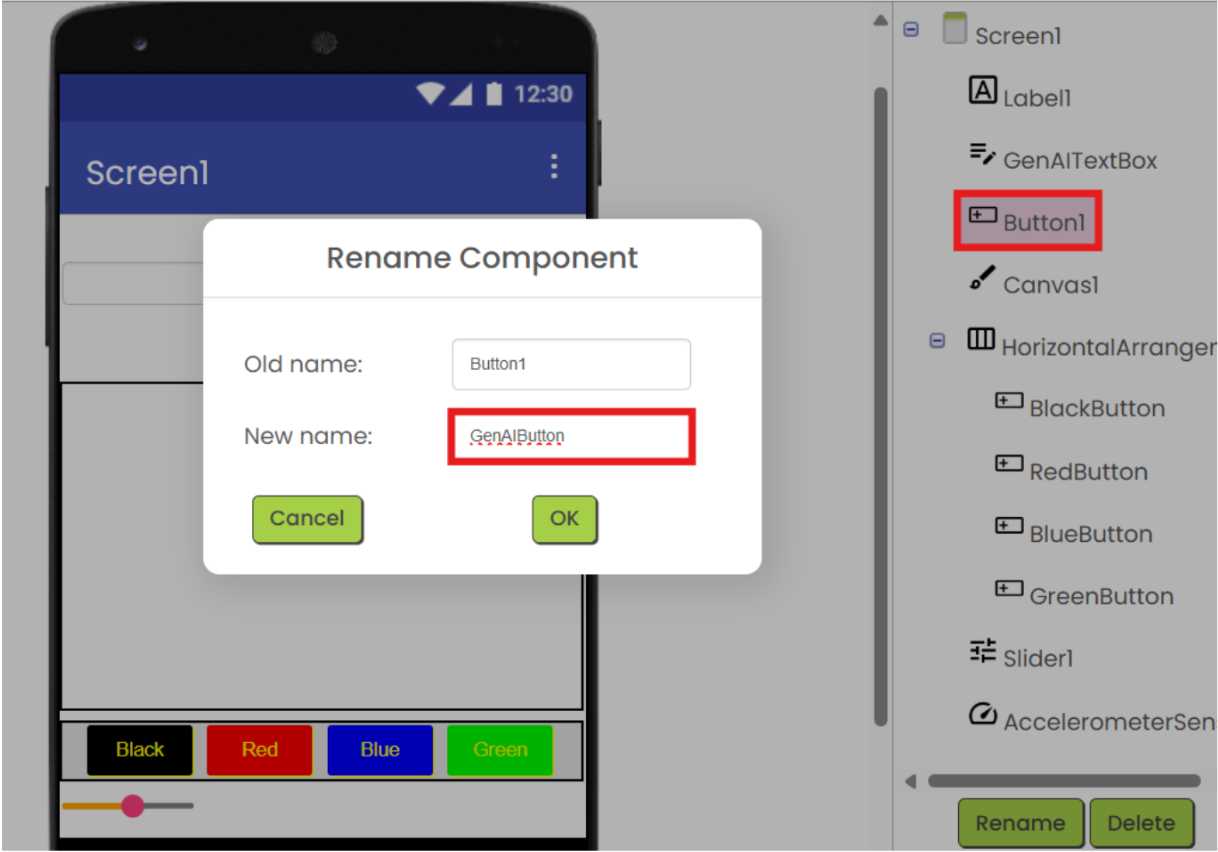 12:30
Screen1
Rename Component
Old name:
Button1
New name:
GenAIButton
Cancel
OK
Black
Red
Blue
Green
Screen1
Label1
GenAITextBox
Button1
Canvas1
HorizontalArranger
BlackButton
RedButton
BlueButton
GreenButton
Slider1
AccelerometerSen
Rename
Delete